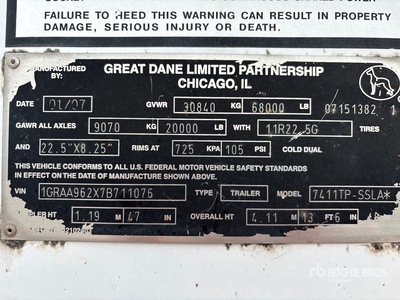 FAILURE TO HEED THIS WARNING CAN RESULT IN PROPERTY
DAMAGE, SERIOUS INJURY OR DEATH.
MANUFACTURED BY:
GREAT DANE LIMITED PARTNERSHIP
CHICAGO, IL
DATE 01/07 GVWR 30840 KG 68000 LB 07151382 1
GAWR ALL AXLES 9070 KG 20000 LB WITH 11R22.5G TIRES
AND 22.5"X8.25" RIMS AT 725 KPA 105 PSI COLD DUAL
THIS VEHICLE CONFORMS TO ALL U.S. FEDERAL MOTOR VEHICLE SAFETY STANDARDS
IN EFFECT ON THE DATE OF MANUFACTURE SHOWN ABOVE.
VIN 1GRAA962X7B711076 TYPE TRAILER MODEL 7411TP-SSLA*
HT 1.19 M 47 IN OVERALL HT 4.11 M 13 FT 6 IN
ritchie bros